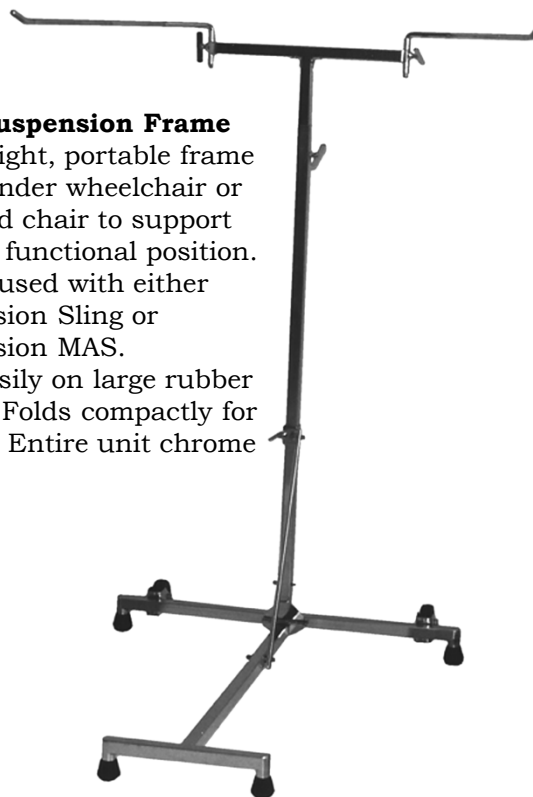 uspension Frame
ight, portable frame
nder wheelchair or
d chair to support
functional position.
used with either
sion Sling or
sion MAS.
sily on large rubber
Folds compactly for
Entire unit chrome